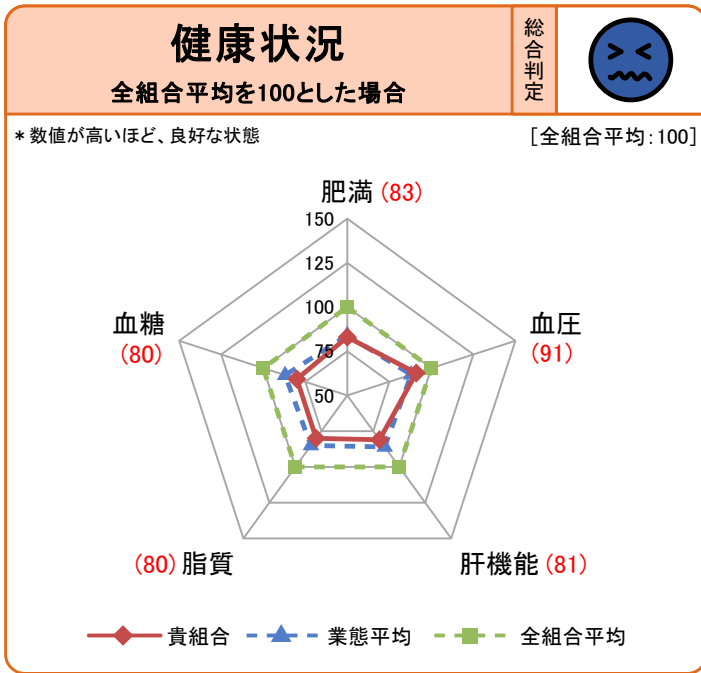 健康状況
全組合平均を100とした場合
総合判定
*数値が高いほど、良好な状態
[全組合平均:100]
肥満(83)
150
125
100
75
50
血糖
(80)
血圧
(91)
(80)脂質
肝機能(81)
貴組合
業態平均
全組合平均